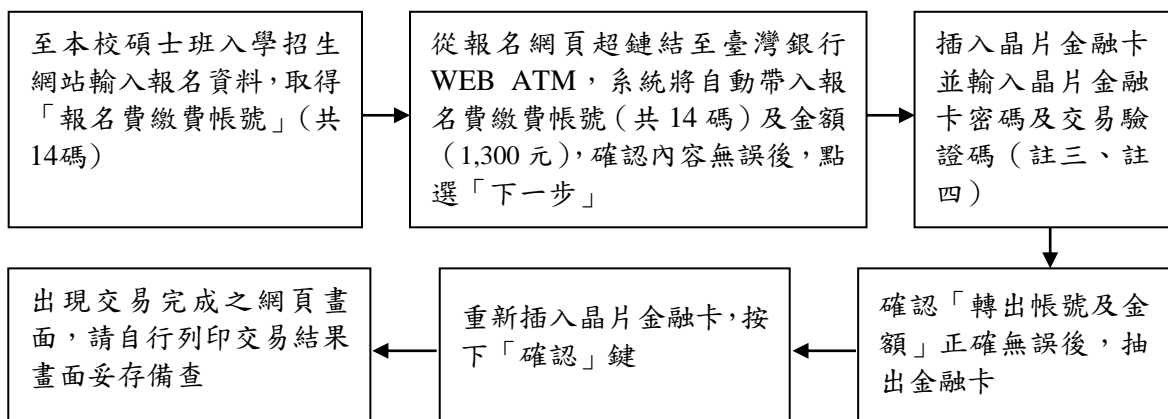 至本校碩士班入學招生
網站輸入報名資料，取得
「報名費繳費帳號」（共
14碼）
從報名網頁超鏈結至臺灣銀行
WEB ATM，系統將自動帶入報
名費繳費帳號（共 14 碼）及金額
（1,300 元），確認內容無誤後，點
選「下一步」
插入晶片金融卡
並輸入晶片金融
卡密碼及交易驗
證碼（註三、註
四）
確認「轉出帳號及金
額」正確無誤後，抽
出金融卡
重新插入晶片金融卡，按
下「確認」鍵
出現交易完成之網頁畫
面，請自行列印交易結果
畫面妥存備查